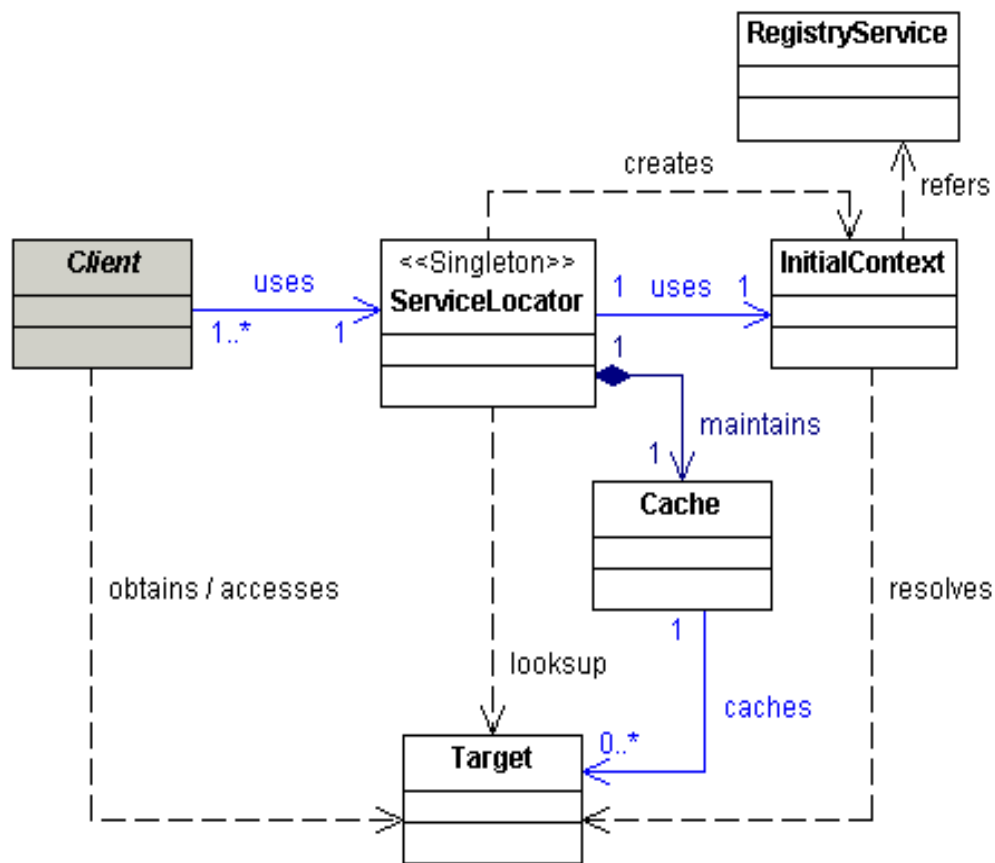 RegistryService
creates
refers
Client
<<Singleton>>
ServiceLocator
InitialContext
uses
1..*
1
1 uses 1
1
maintains
1
Cache
obtains / accesses
resolves
1
looksup
caches
0..*
Target